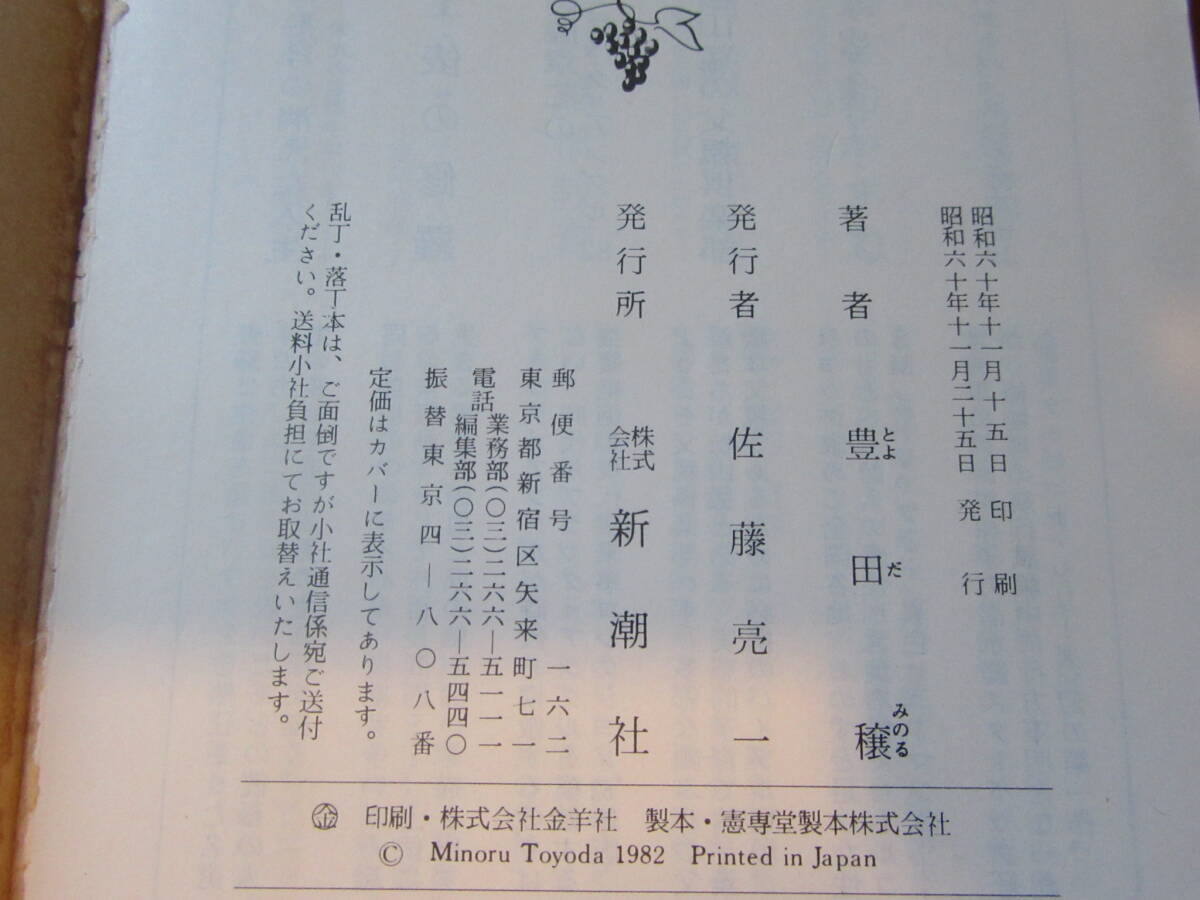 昭和六十年十一月十五日 印刷
昭和六十年十一月二十五日 発行
著者 豊田穣
とよ だ みのる
発行者 佐藤亮一
発行所 株式会社 新潮社
郵便番号 一六二
東京都新宿区矢来町七一
電話 業務部(〇三)二六六―五一一一
編集部(〇三)二六六―五四四〇
振替東京四―八〇八番
定価はカバーに表示してあります。
乱丁・落丁本は、ご面倒ですが小社通信係宛ご送付
ください。送料小社負担にてお取替えいたします。
㊎ 印刷・株式会社金羊社 製本・憲専堂製本株式会社
© Minoru Toyoda 1982 Printed in Japan